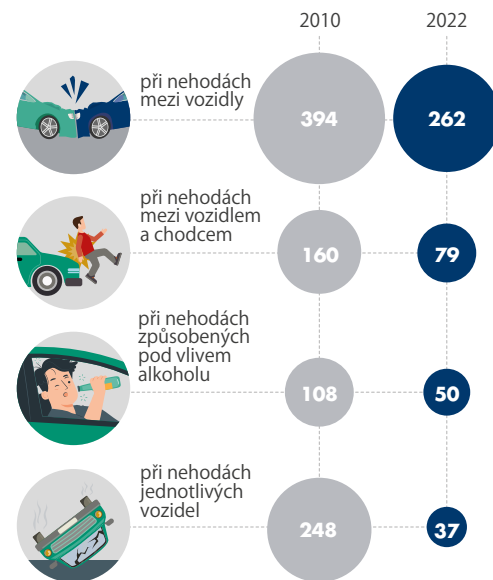 2010 2022
při nehodách
mezi vozidly
394 262
při nehodách
mezi vozidlem
a chodcem
160 79
při nehodách
způsobených
pod vlivem
alkoholu
108 50
při nehodách
jednotlivých
vozidel
248 37